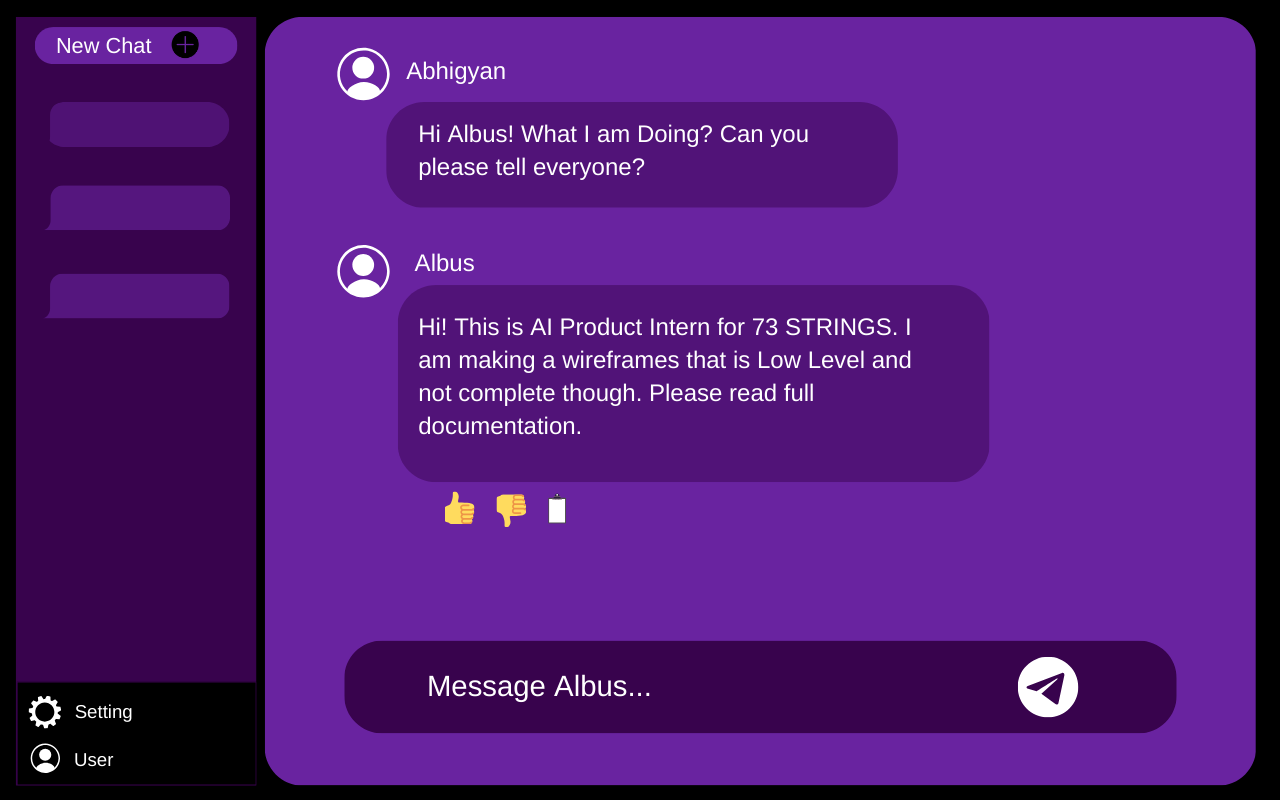 New Chat
Abhigyan
Hi Albus! What I am Doing? Can you
please tell everyone?
Albus
Hi! This is AI Product Intern for 73 STRINGS. I
am making a wireframes that is Low Level and
not complete though. Please read full
documentation.
Message Albus...
Setting
User